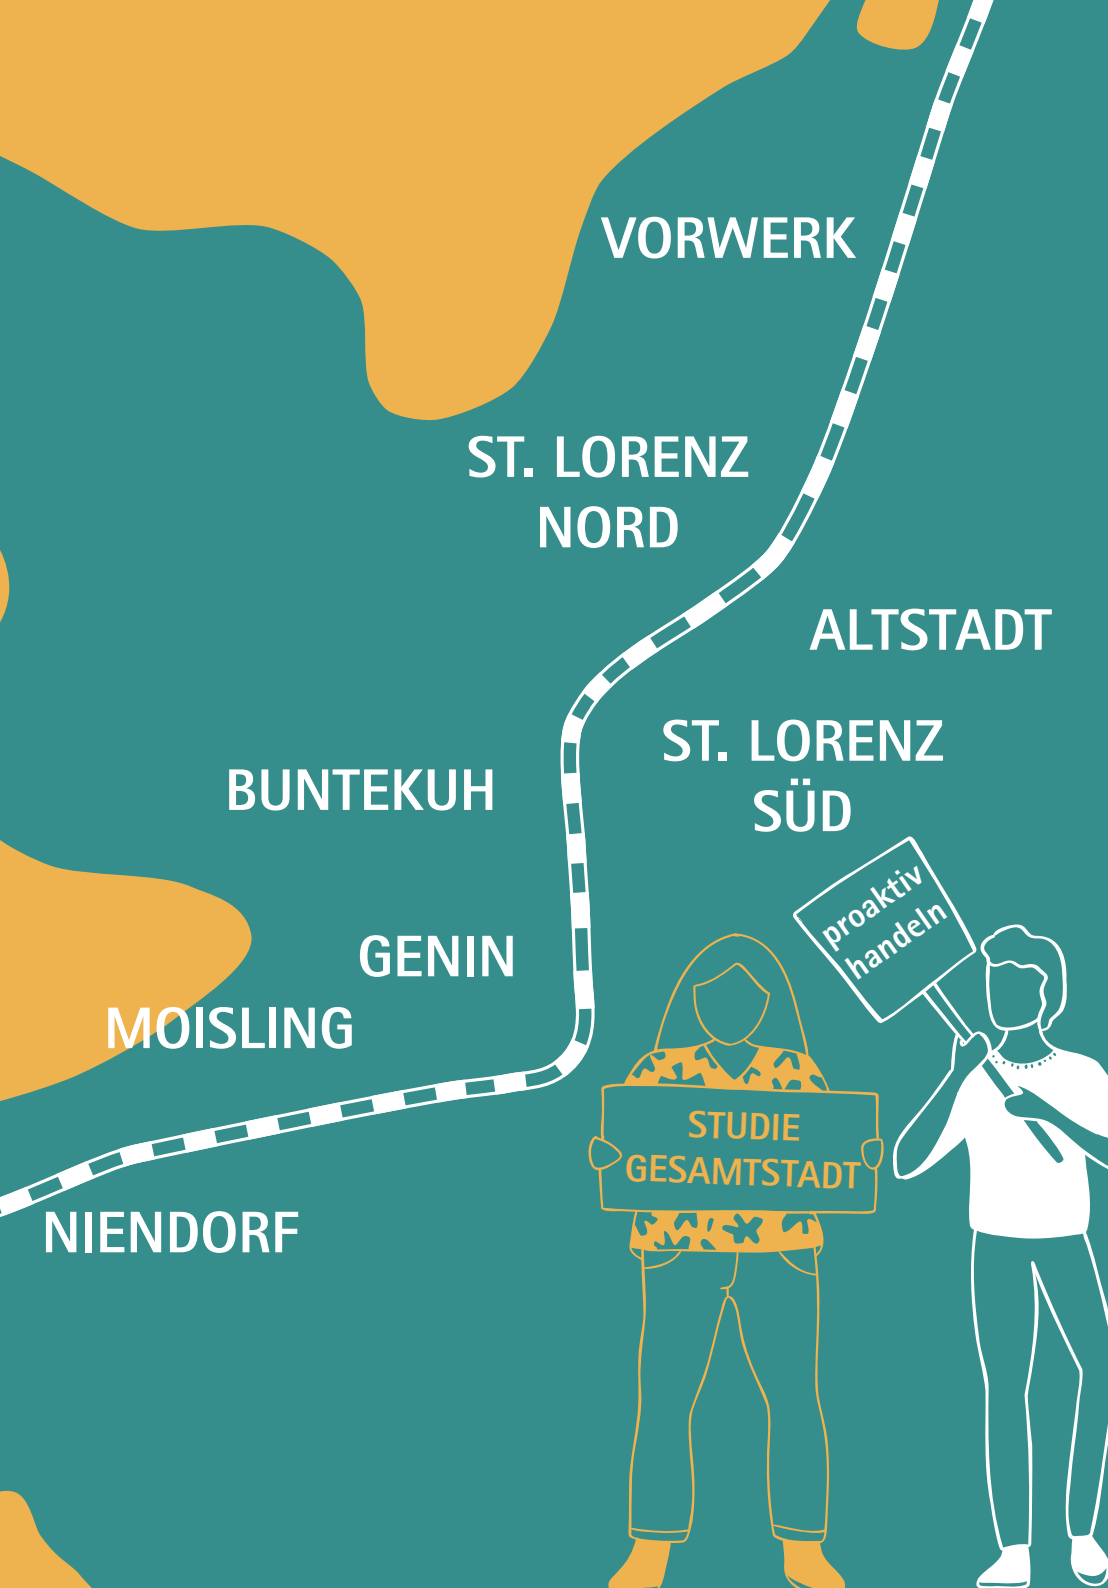 VORWERK
ST. LORENZ
NORD
ALTSTADT
ST. LORENZ
SÜD
BUNTEKUH
proaktiv
handeln
GENIN
MOISLING
STUDIE
GESAMTSTADT
NIENDORF